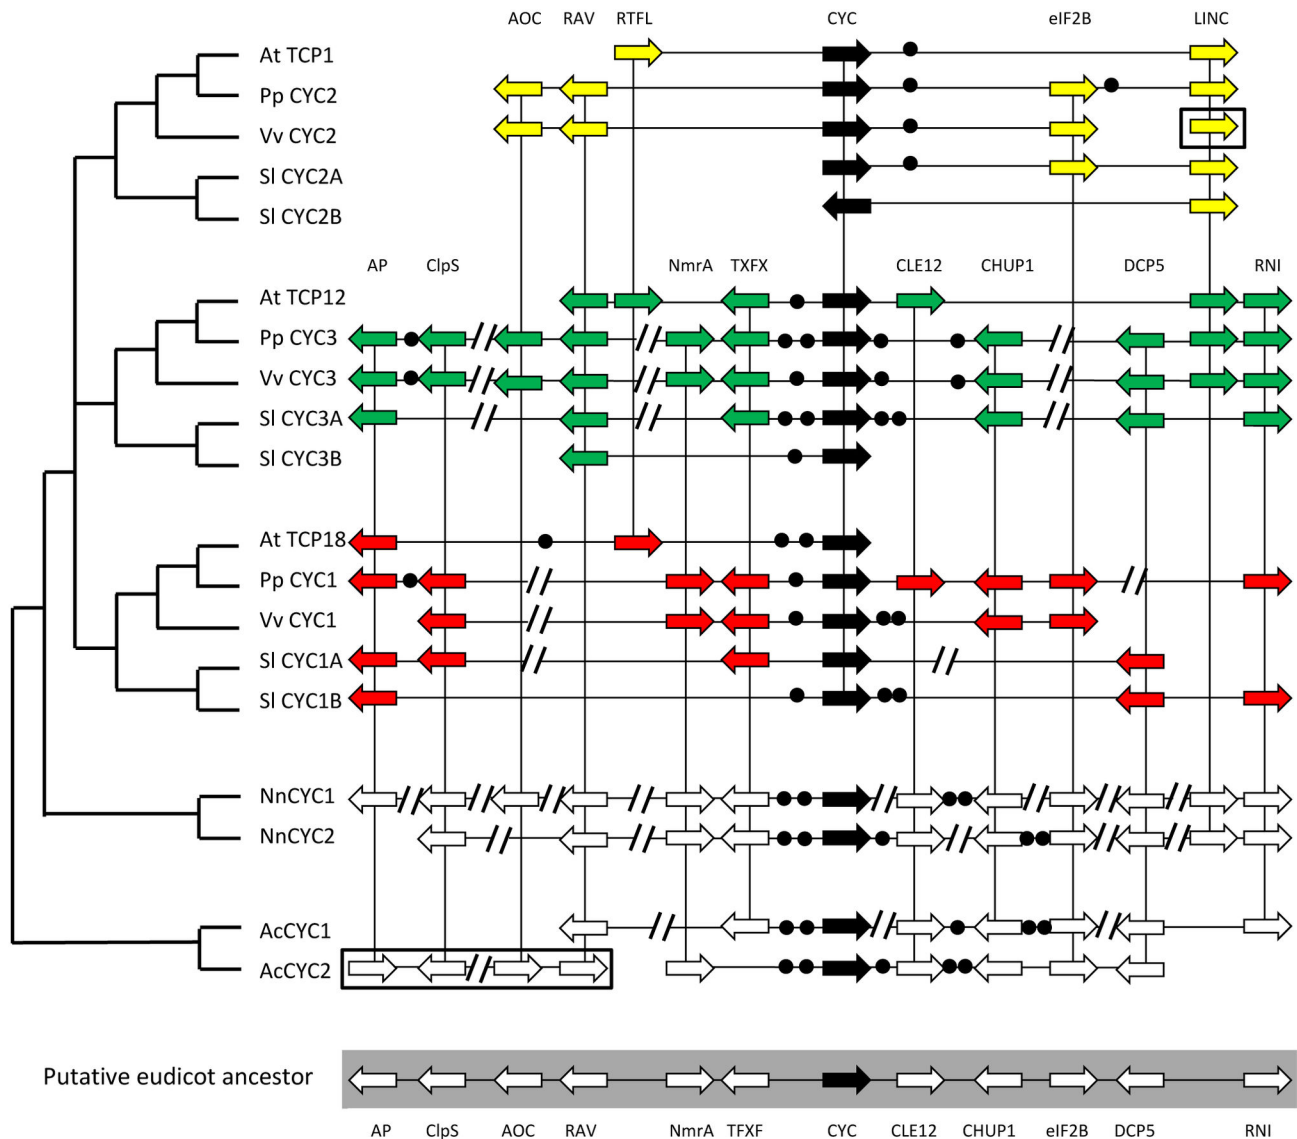 AOC RAV RTFL CYC eIF2B LINC
At TCP1
Pp CYC2
Vv CYC2
Sl CYC2A
Sl CYC2B
AP ClpS NmrA TXFX CLE12 CHUP1 DCP5 RNI
At TCP12
Pp CYC3
Vv CYC3
Sl CYC3A
Sl CYC3B
At TCP18
Pp CYC1
Vv CYC1
Sl CYC1A
Sl CYC1B
NnCYC1
NnCYC2
AcCYC1
AcCYC2
Putative eudicot ancestor
AP ClpS AOC RAV NmrA TFXF CYC CLE12 CHUP1 eIF2B DCP5 RNI